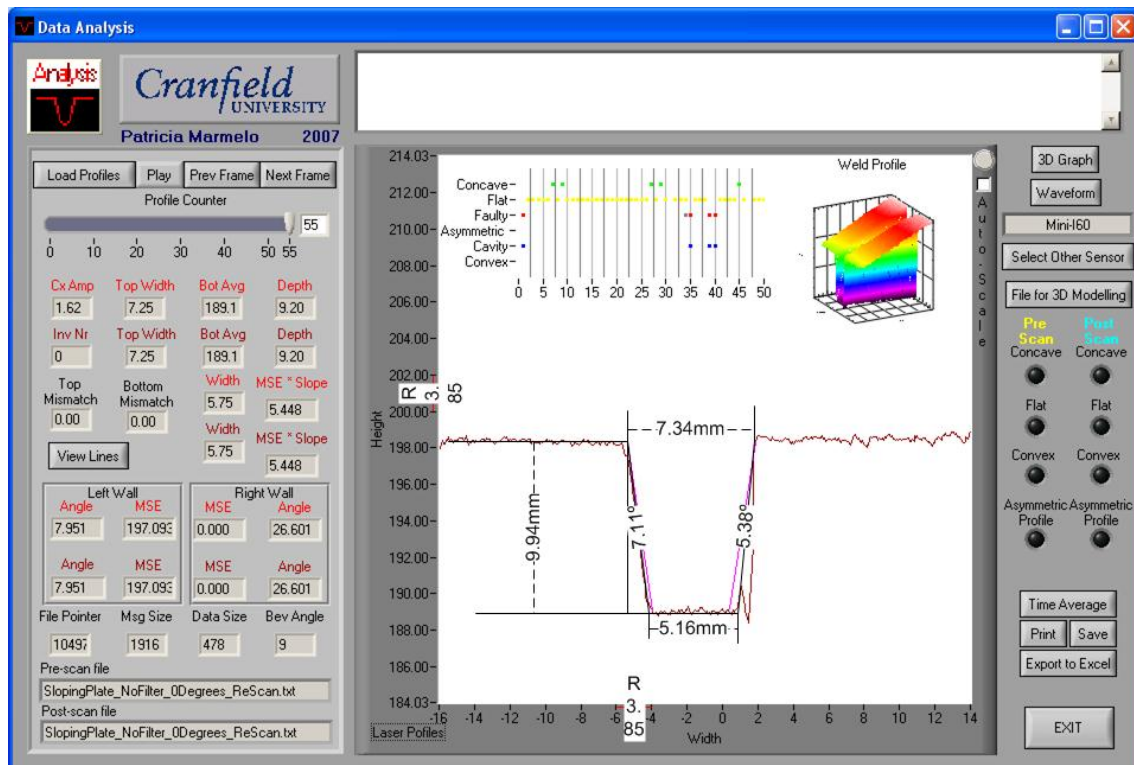 Data Analysis
Analysis
Cranfield
UNIVERSITY
Patricia Marmelo 2007
Load Profiles Play Prev Frame Next Frame
Profile Counter
55
0 10 20 30 40 50 55
Cx Amp Top Width Bot Avg Depth
1.62 7.25 189.1 9.20
Inv Nr Top Width Bot Avg Depth
0 7.25 189.1 9.20
Top Mismatch Bottom Mismatch Width MSE * Slope
0.00 0.00 5.75 5.448
Width MSE * Slope
5.75 5.448
View Lines
Left Wall Right Wall
Angle MSE MSE Angle
7.951 197.093 0.000 26.601
Angle MSE MSE Angle
7.951 197.093 0.000 26.601
File Pointer Msg Size Data Size Bev Angle
10497 1916 478 9
Pre-scan file
SlopingPlate_NoFilter_0Degrees_ReScan.txt
Post-scan file
SlopingPlate_NoFilter_0Degrees_ReScan.txt
214.03
212.00
210.00
208.00
206.00
204.00
202.00
200.00
198.00
196.00
194.00
192.00
190.00
188.00
186.00
184.03
Height
R
3.
85
Concave
Flat
Faulty
Asymmetric
Cavity
Convex
0 5 10 15 20 25 30 35 40 45 50
Weld Profile
7.34mm
9.94mm
7.11º
5.38º
5.16mm
R
3.
85
-16 -14 -12 -10 -8 -6 -4 -2 0 2 4 6 8 10 12 14
Width
Laser Pofiles
Auto.Scale
3D Graph
Waveform
Mini-I60
Select Other Sensor
File for 3D Modelling
Pre Scan Post Scan
Concave Concave
Flat Flat
Convex Convex
Asymmetric Profile Asymmetric Profile
Time Average
Print Save
Export to Excel
EXIT